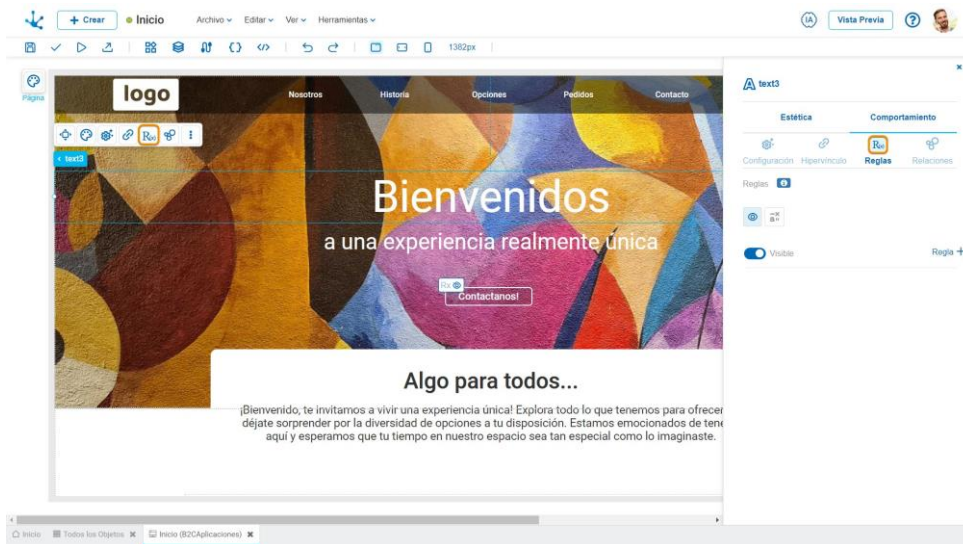 + Crear
Inicio
Archivo
Editar
Ver
Herramientas
IA
Vista Previa
?
1382px
Página
logo
Nosotros
Historia
Opciones
Pedidos
Contacto
< text3
Bienvenidos
a una experiencia realmente única
Rx
Contactanos!
Algo para todos...
¡Bienvenido, te invitamos a vivir una experiencia única! Explora todo lo que tenemos para ofrecer
déjate sorprender por la diversidad de opciones a tu disposición. Estamos emocionados de tene
aquí y esperamos que tu tiempo en nuestro espacio sea tan especial como lo imaginaste.
A text3
Estética
Comportamiento
Configuración
Hipervínculo
Reglas
Relaciones
Reglas
Visible
Regla +
Inicio
Todos los Objetos
Inicio (B2CAplicaciones)